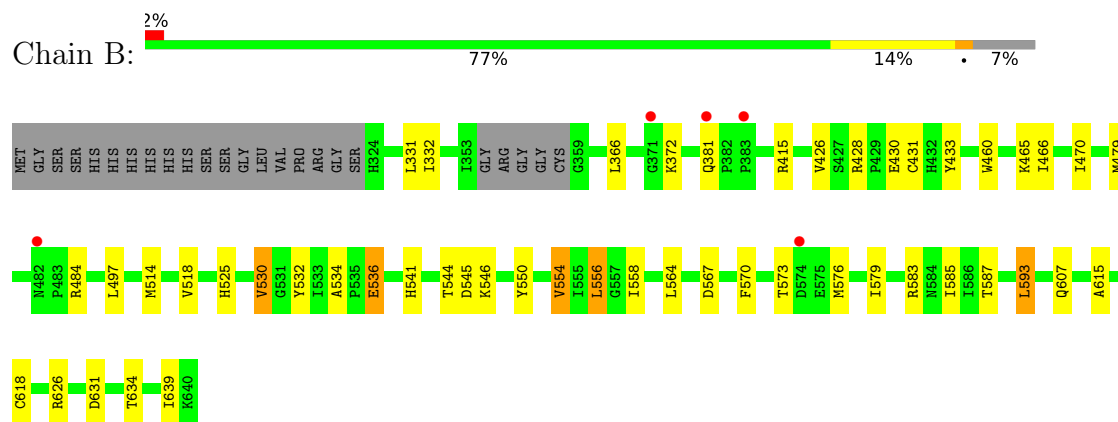 2%
Chain B:
77% 14% • 7%
MET GLY SER SER HIS HIS HIS HIS HIS HIS SER SER GLY LEU VAL PRO ARG GLY SER H324 L331 I332 I353 GLY ARG GLY GLY CYS G359 L366 G371 K372 Q381 P382 P383 R415 V426 S427 R428 P429 E430 C431 H432 Y433 W460 K465 I466 I470 M479
N482 P483 R484 L497 M514 V518 H525 V530 G531 Y532 I533 A534 P535 E536 H541 T544 D545 K546 Y550 V554 I555 L556 G557 I558 L564 D567 F570 T573 D574 E575 M576 I579 R583 N584 I585 I586 T587 L593 Q607 A615
C618 R626 D631 T634 I639 K640